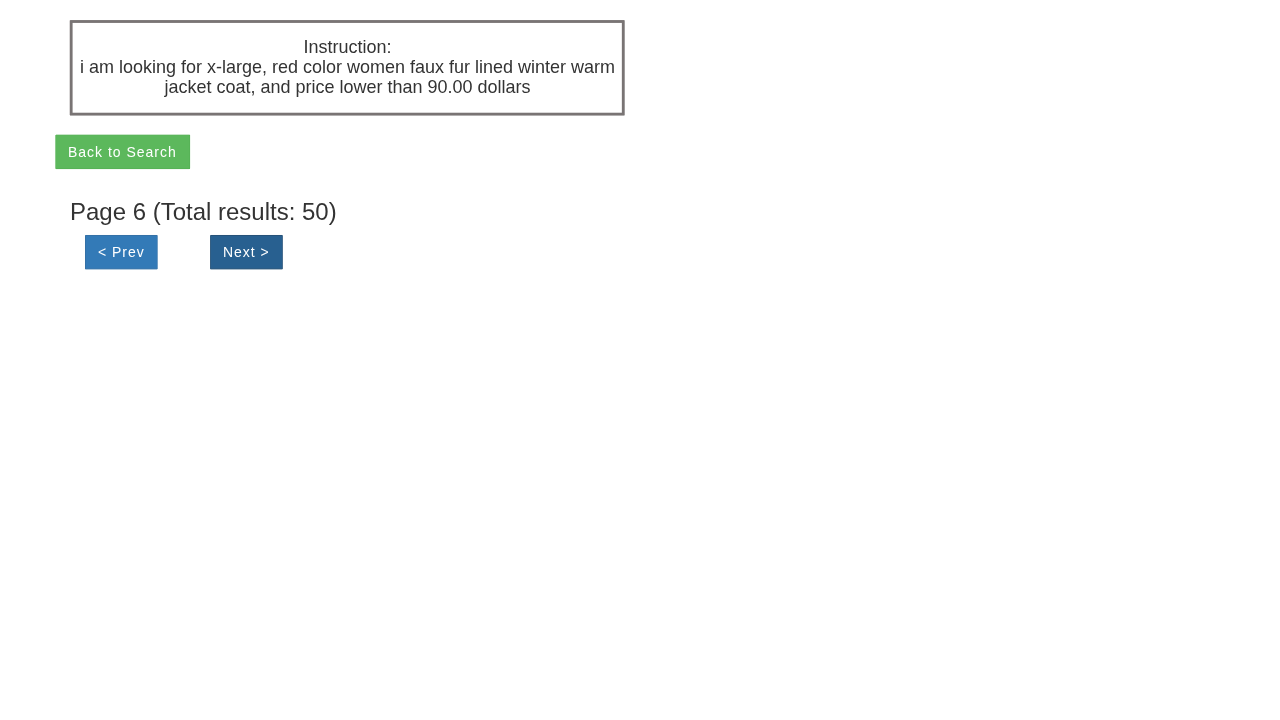 Instruction:
i am looking for x-large, red color women faux fur lined winter warm
jacket coat, and price lower than 90.00 dollars
Back to Search
Page 6 (Total results: 50)
< Prev
Next >